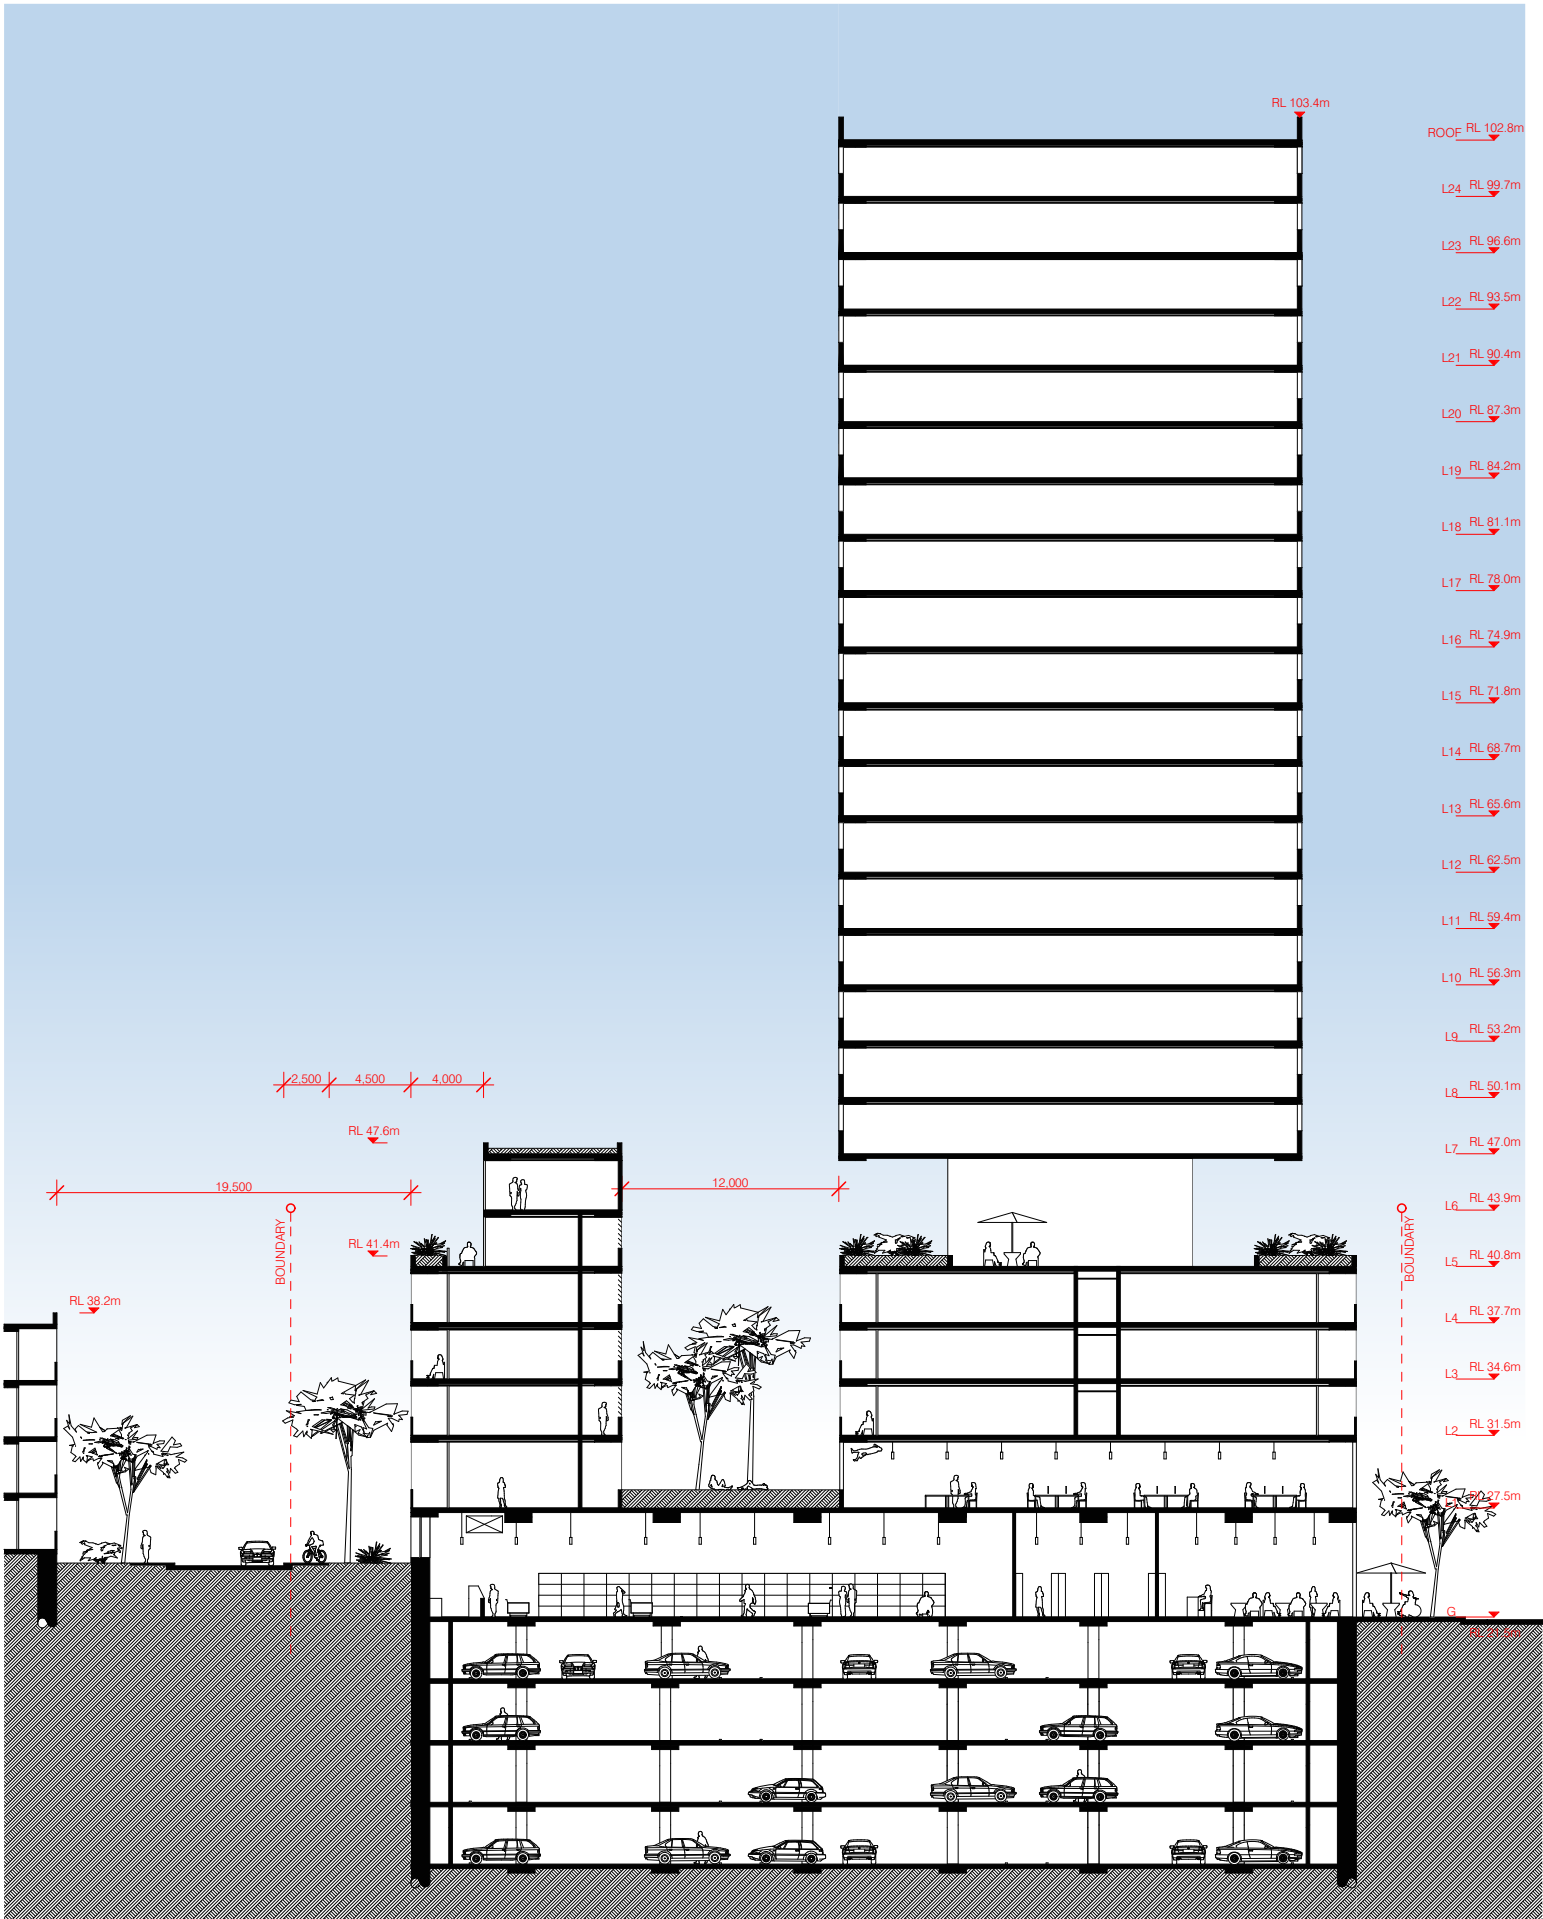 RL 103.4m
ROOF RL 102.8m
L24 RL 99.7m
L23 RL 96.6m
L22 RL 93.5m
L21 RL 90.4m
L20 RL 87.3m
L19 RL 84.2m
L18 RL 81.1m
L17 RL 78.0m
L16 RL 74.9m
L15 RL 71.8m
L14 RL 68.7m
L13 RL 65.6m
L12 RL 62.5m
L11 RL 59.4m
L10 RL 56.3m
L9 RL 53.2m
2,500 4,500 4,000
L8 RL 50.1m
RL 47.6m
L7 RL 47.0m
19,500
12,000
L6 RL 43.9m
BOUNDARY
RL 41.4m
BOUNDARY
L5 RL 40.8m
RL 38.2m
L4 RL 37.7m
L3 RL 34.6m
L2 RL 31.5m
27.5m
G